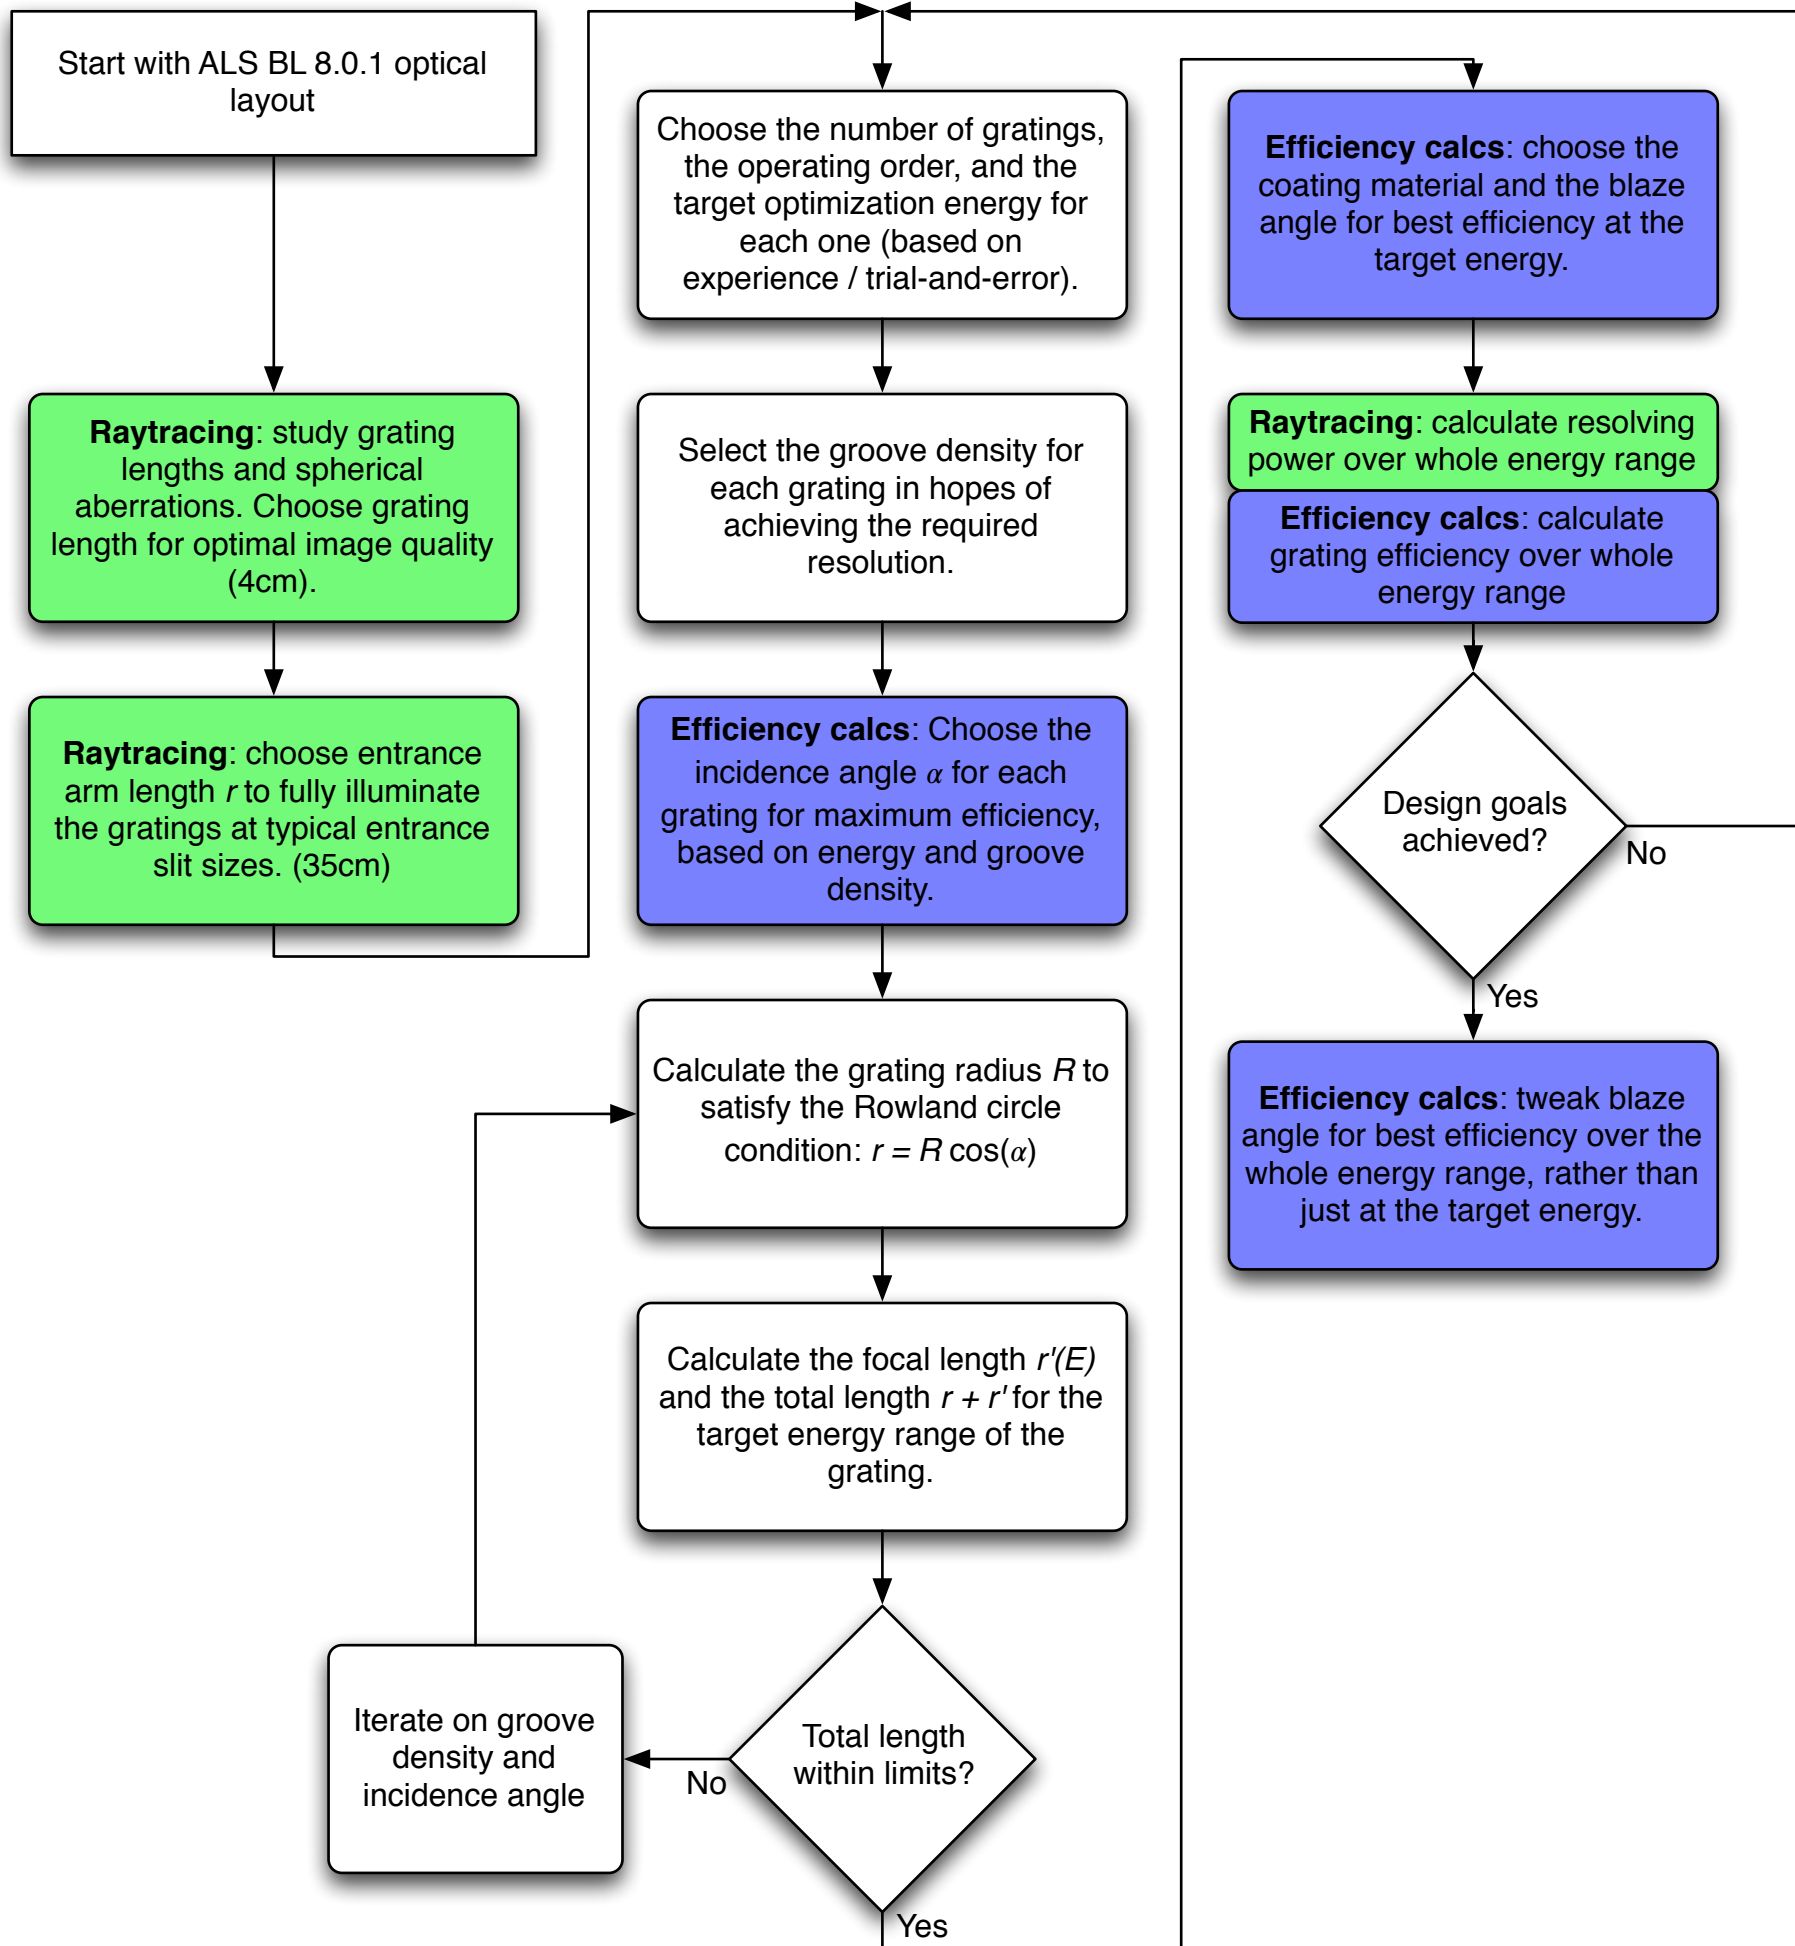 Start with ALS BL 8.0.1 optical
layout
Raytracing: study grating
lengths and spherical
aberrations. Choose grating
length for optimal image quality
(4cm).
Raytracing: choose entrance
arm length r to fully illuminate
the gratings at typical entrance
slit sizes. (35cm)
Choose the number of gratings,
the operating order, and the
target optimization energy for
each one (based on
experience / trial-and-error).
Select the groove density for
each grating in hopes of
achieving the required
resolution.
Efficiency calcs: Choose the
incidence angle α for each
grating for maximum efficiency,
based on energy and groove
density.
Calculate the grating radius R to
satisfy the Rowland circle
condition: r = R cos(α)
Calculate the focal length r'(E)
and the total length r + r' for the
target energy range of the
grating.
Total length
within limits?
No
Iterate on groove
density and
incidence angle
Yes
Efficiency calcs: choose the
coating material and the blaze
angle for best efficiency at the
target energy.
Raytracing: calculate resolving
power over whole energy range
Efficiency calcs: calculate
grating efficiency over whole
energy range
Design goals
achieved?
No
Yes
Efficiency calcs: tweak blaze
angle for best efficiency over the
whole energy range, rather than
just at the target energy.